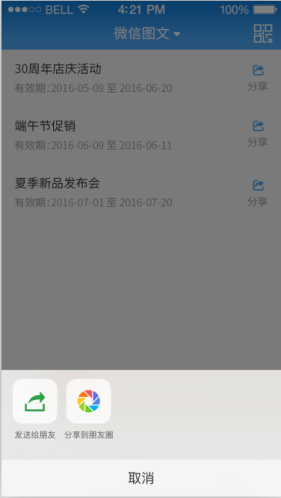 BELL 4:21 PM 100%
微信图文
30周年店庆活动
有效期:2016-05-09 至 2016-06-20
分享
端午节促销
有效期:2016-06-09 至 2016-06-11
分享
夏季新品发布会
有效期:2016-07-01 至 2016-07-20
分享
发送给朋友 分享到朋友圈
取消